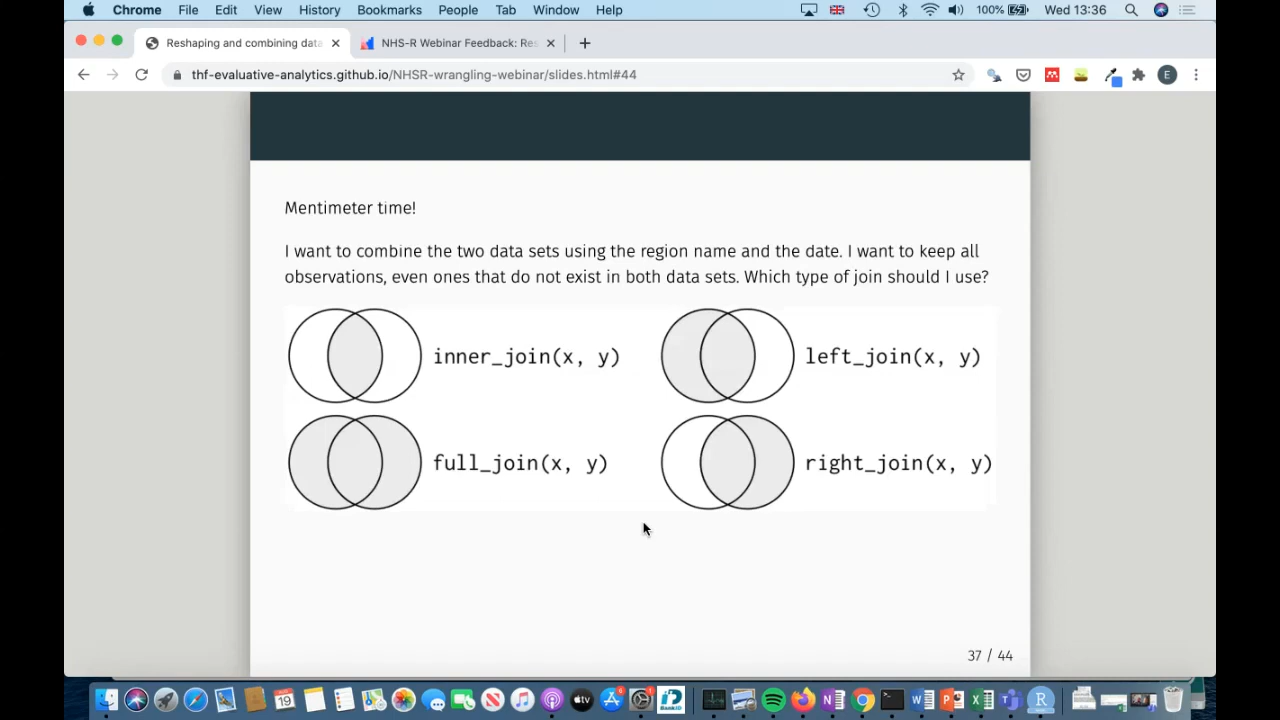 Chrome File Edit View History Bookmarks People Tab Window Help 100% Wed 13:36
Reshaping and combining data NHS-R Webinar Feedback: Res
thf-evaluative-analytics.github.io/NHSR-wrangling-webinar/slides.html#44 E
Mentimeter time!
I want to combine the two data sets using the region name and the date. I want to keep all
observations, even ones that do not exist in both data sets. Which type of join should I use?
inner_join(x, y) left_join(x, y)
full_join(x, y) right_join(x, y)
37 / 44